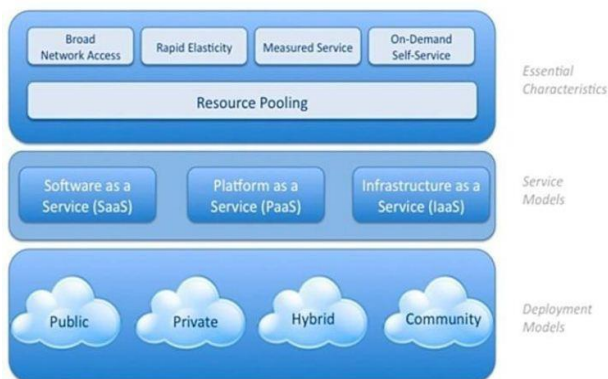 Broad
Network Access
Rapid Elasticity
Measured Service
On-Demand
Self-Service
Resource Pooling
Essential
Characteristics
Software as a
Service (SaaS)
Platform as a
Service (PaaS)
Infrastructure as a
Service (IaaS)
Service
Models
Public
Private
Hybrid
Community
Deployment
Models